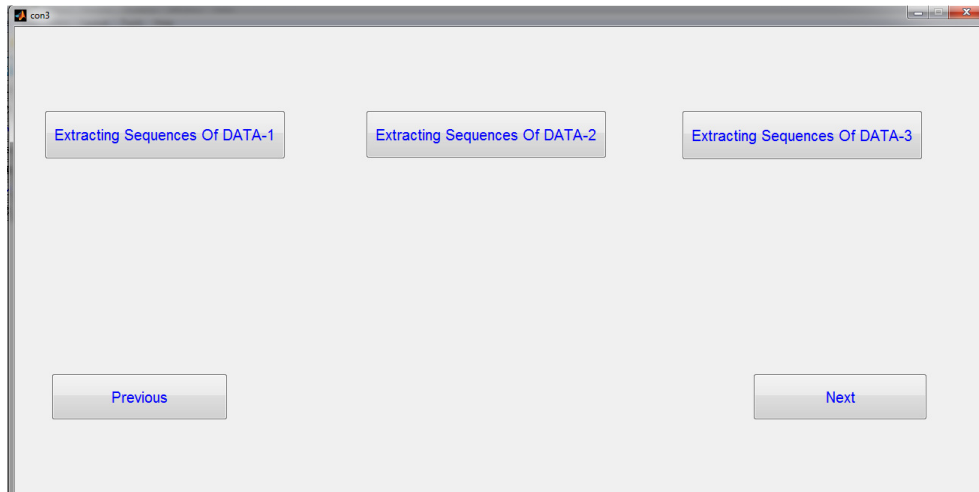 con3
Extracting Sequences Of DATA-1
Extracting Sequences Of DATA-2
Extracting Sequences Of DATA-3
Previous
Next